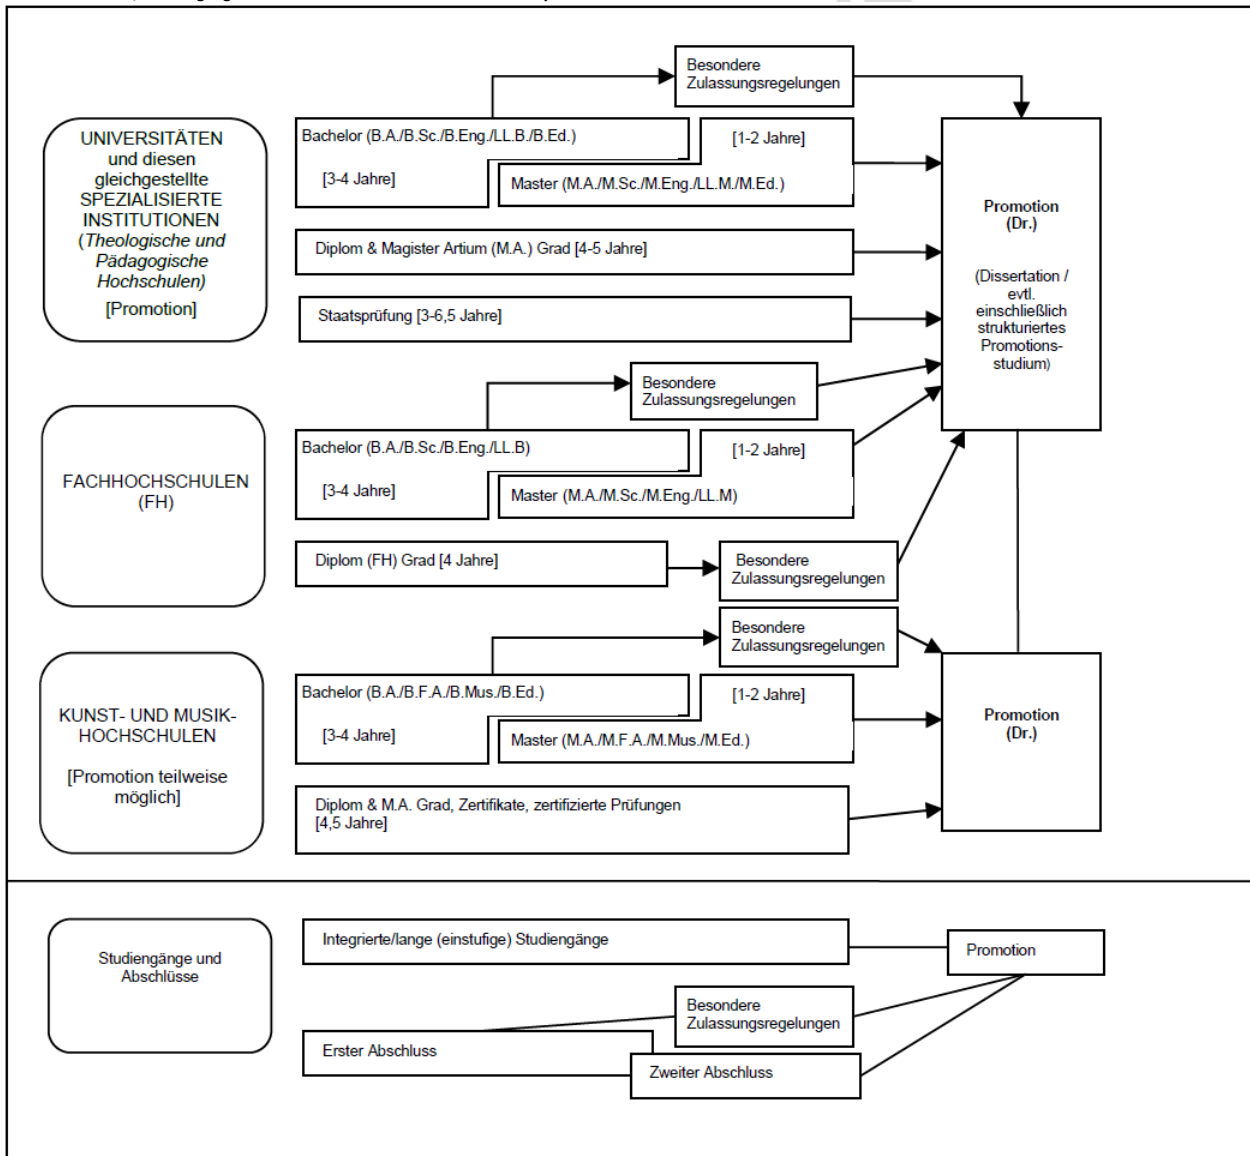 Besondere
Zulassungsregelungen
UNIVERSITÄTEN
und diesen
gleichgestellte
SPEZIALISIERTE
INSTITUTIONEN
(Theologische und
Pädagogische
Hochschulen)
[Promotion]
Bachelor (B.A./B.Sc./B.Eng./LL.B./B.Ed.)
[1-2 Jahre]
[3-4 Jahre]
Master (M.A./M.Sc./M.Eng./LL.M./M.Ed.)
Diplom & Magister Artium (M.A.) Grad [4-5 Jahre]
Staatsprüfung [3-6,5 Jahre]
Promotion
(Dr.)
(Dissertation /
evtl.
einschließlich
strukturiertes
Promotions-
studium)
Besondere
Zulassungsregelungen
FACHHOCHSCHULEN
(FH)
Bachelor (B.A./B.Sc./B.Eng./LL.B)
[1-2 Jahre]
[3-4 Jahre]
Master (M.A./M.Sc./M.Eng./LL.M)
Diplom (FH) Grad [4 Jahre]
Besondere
Zulassungsregelungen
Besondere
Zulassungsregelungen
KUNST- UND MUSIK-
HOCHSCHULEN
[Promotion teilweise
möglich]
Bachelor (B.A./B.F.A./B.Mus./B.Ed.)
[1-2 Jahre]
[3-4 Jahre]
Master (M.A./M.F.A./M.Mus./M.Ed.)
Diplom & M.A. Grad, Zertifikate, zertifizierte Prüfungen
[4,5 Jahre]
Promotion
(Dr.)
Studiengänge und
Abschlüsse
Integrierte/lange (einstufige) Studiengänge
Promotion
Besondere
Zulassungsregelungen
Erster Abschluss
Zweiter Abschluss